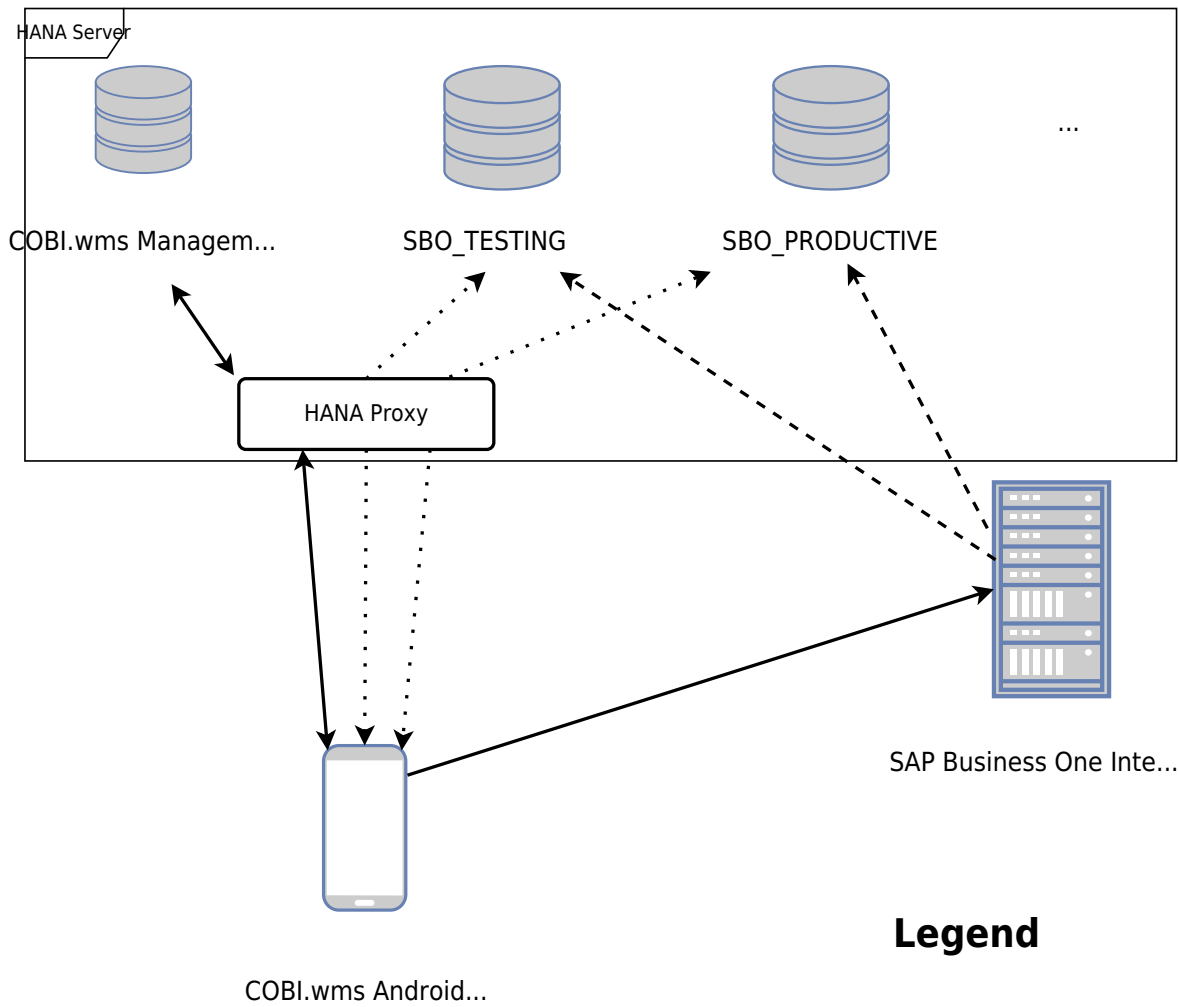 HANA Server
...
COBI.wms Managem...
SBO_TESTING
SBO_PRODUCTIVE
HANA Proxy
SAP Business One Inte...
Legend
COBI.wms Android...